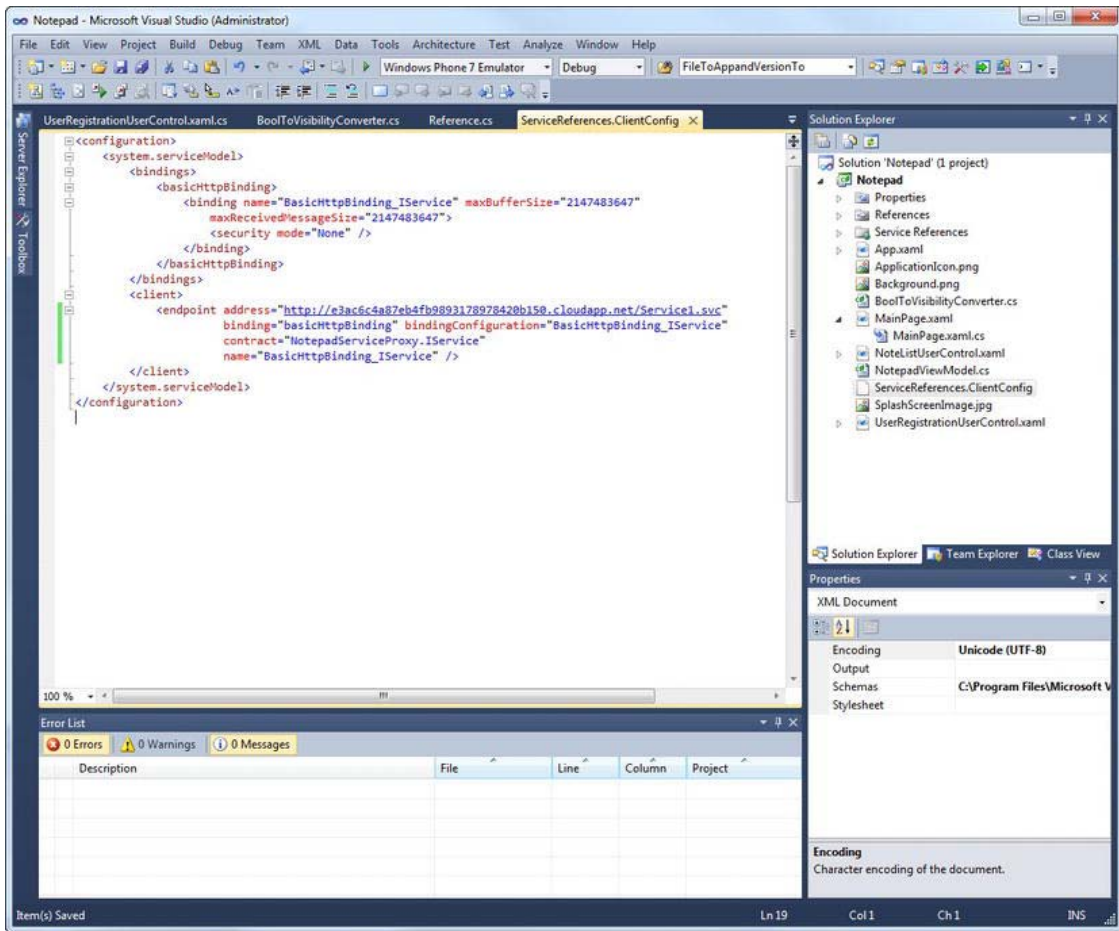 Notepad - Microsoft Visual Studio (Administrator)
File Edit View Project Build Debug Team XML Data Tools Architecture Test Analyze Window Help
Windows Phone 7 Emulator Debug FileToAppandVersionTo
Server Explorer
Toolbox
UserRegistrationUserControl.xaml.cs BoolToVisibilityConverter.cs Reference.cs ServiceReferences.ClientConfig
<configuration>
<system.serviceModel>
<bindings>
<basicHttpBinding>
<binding name="BasicHttpBinding_IService" maxBufferSize="2147483647"
maxReceivedMessageSize="2147483647">
<security mode="None" />
</binding>
</basicHttpBinding>
</bindings>
<client>
<endpoint address="http://e3ac6c4a87eb4fb9893178978420b150.cloudapp.net/Service1.svc"
binding="basicHttpBinding" bindingConfiguration="BasicHttpBinding_IService"
contract="NotepadServiceProxy.IService"
name="BasicHttpBinding_IService" />
</client>
</system.serviceModel>
</configuration>
100 %
Solution Explorer
Solution 'Notepad' (1 project)
Notepad
Properties
References
Service References
App.xaml
ApplicationIcon.png
Background.png
BoolToVisibilityConverter.cs
MainPage.xaml
MainPage.xaml.cs
NoteListUserControl.xaml
NotepadViewModel.cs
ServiceReferences.ClientConfig
SplashScreenImage.jpg
UserRegistrationUserControl.xaml
Solution Explorer Team Explorer Class View
Properties
XML Document
Encoding Unicode (UTF-8)
Output
Schemas C:\Program Files\Microsoft V
Stylesheet
Encoding
Character encoding of the document.
Error List
0 Errors 0 Warnings 0 Messages
Description File Line Column Project
Item(s) Saved Ln 19 Col 1 Ch 1 INS